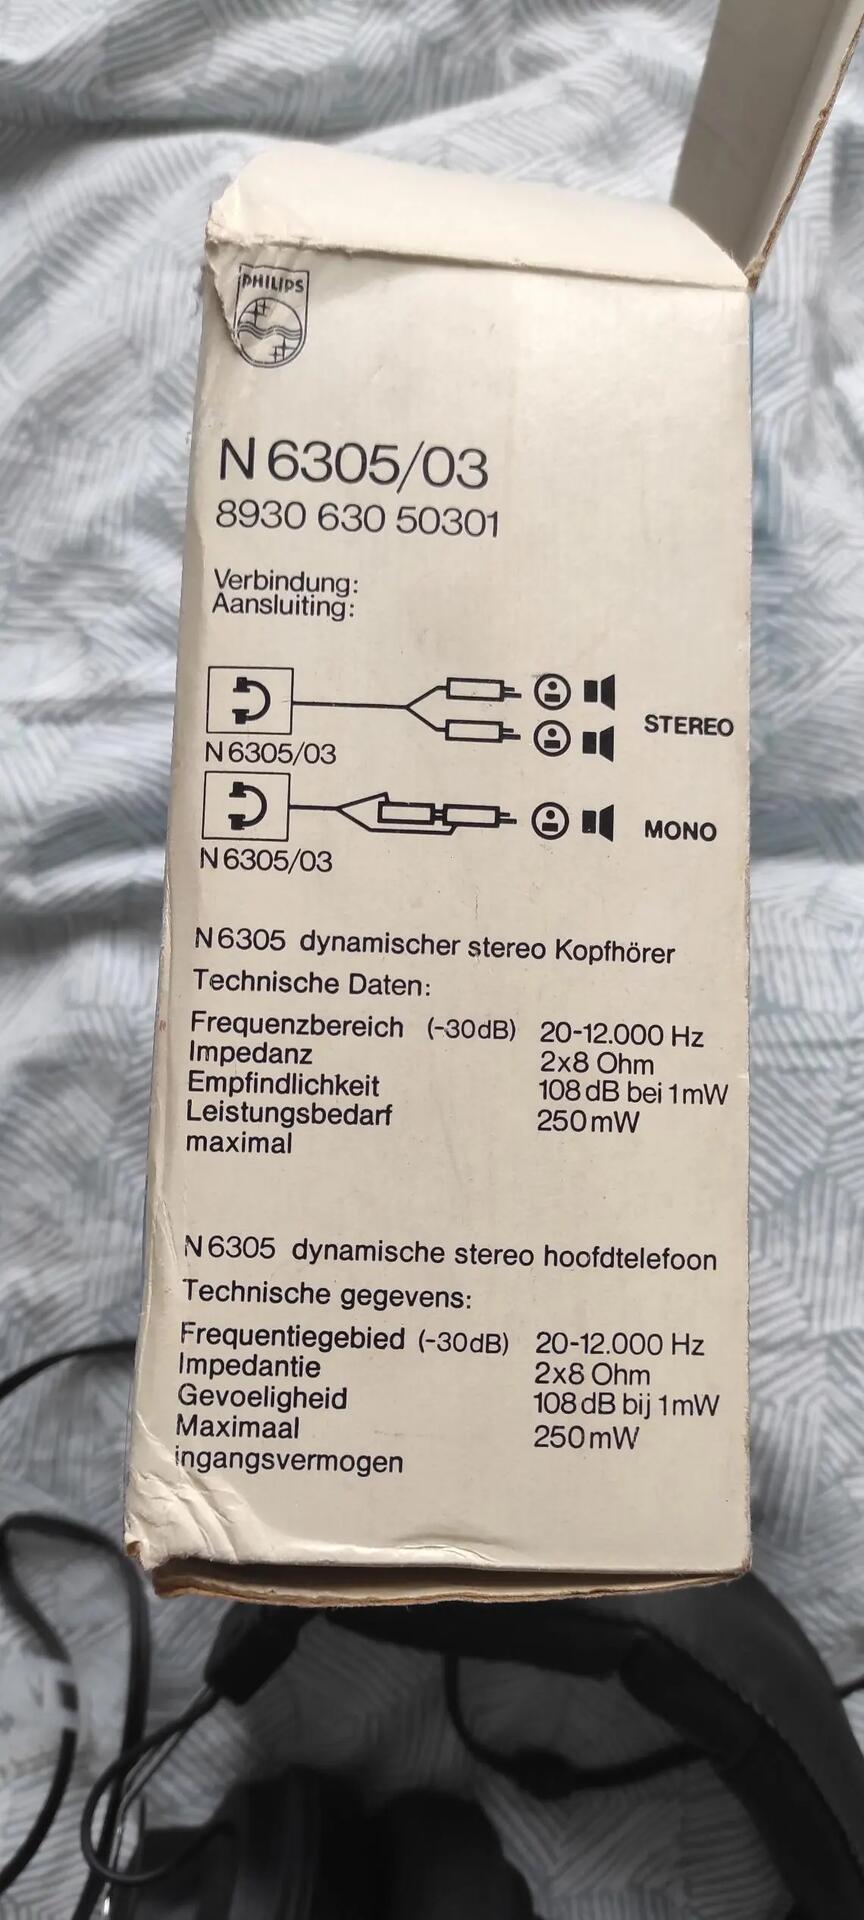 PHILIPS
N 6305/03
8930 630 50301
Verbindung:
Aansluiting:
STEREO
N 6305/03
MONO
N 6305/03
N 6305 dynamischer stereo Kopfhörer
Technische Daten:
Frequenzbereich (-30dB) 20-12.000 Hz
Impedanz 2x8 Ohm
Empfindlichkeit 108 dB bei 1mW
Leistungsbedarf 250mW
maximal
N 6305 dynamische stereo hoofdtelefoon
Technische gegevens:
Frequentiegebied (-30dB) 20-12.000 Hz
Impedantie 2x8 Ohm
Gevoeligheid 108 dB bij 1mW
Maximaal 250mW
ingangsvermogen